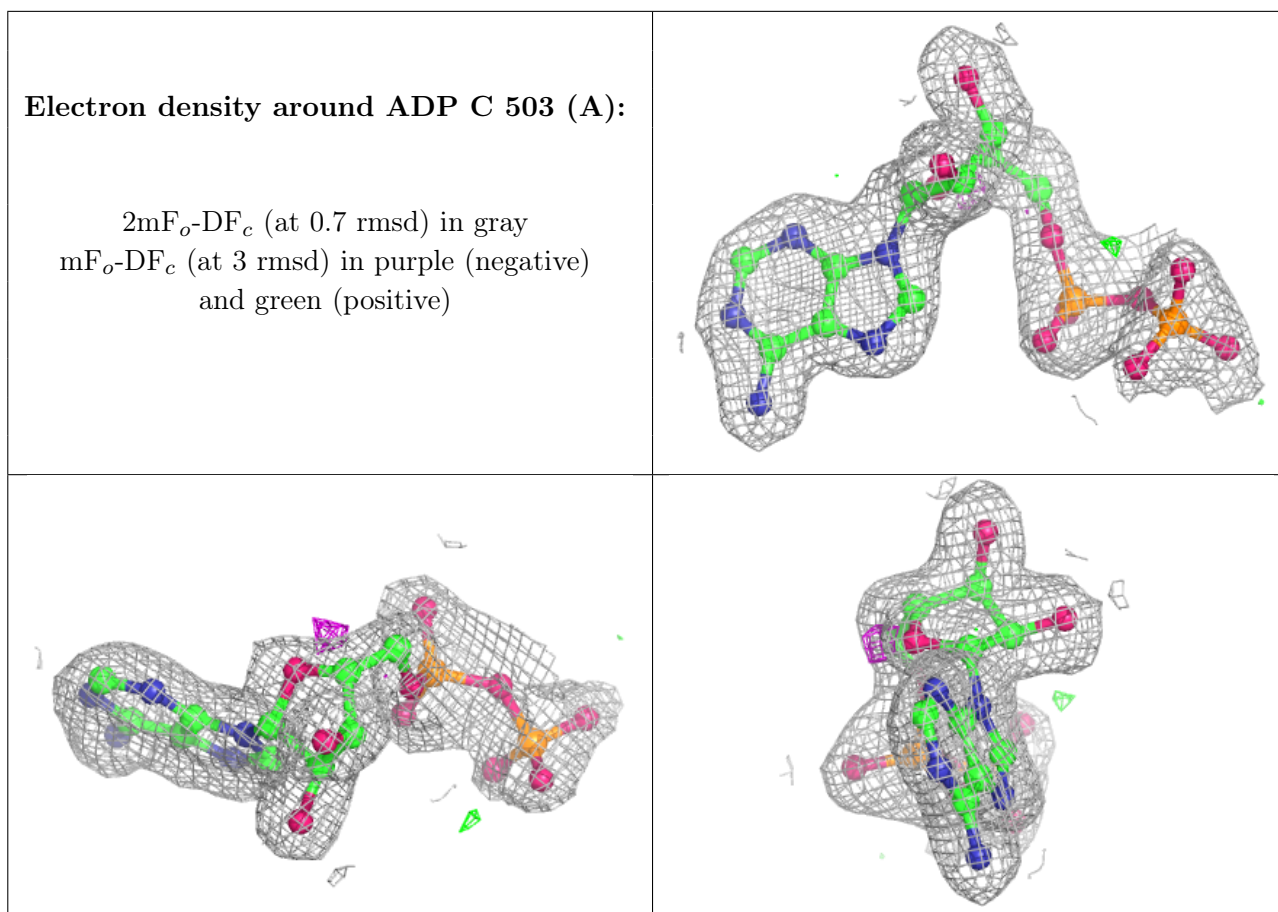 Electron density around ADP C 503 (A):
2mFo-DFc (at 0.7 rmsd) in gray
mFo-DFc (at 3 rmsd) in purple (negative)
and green (positive)